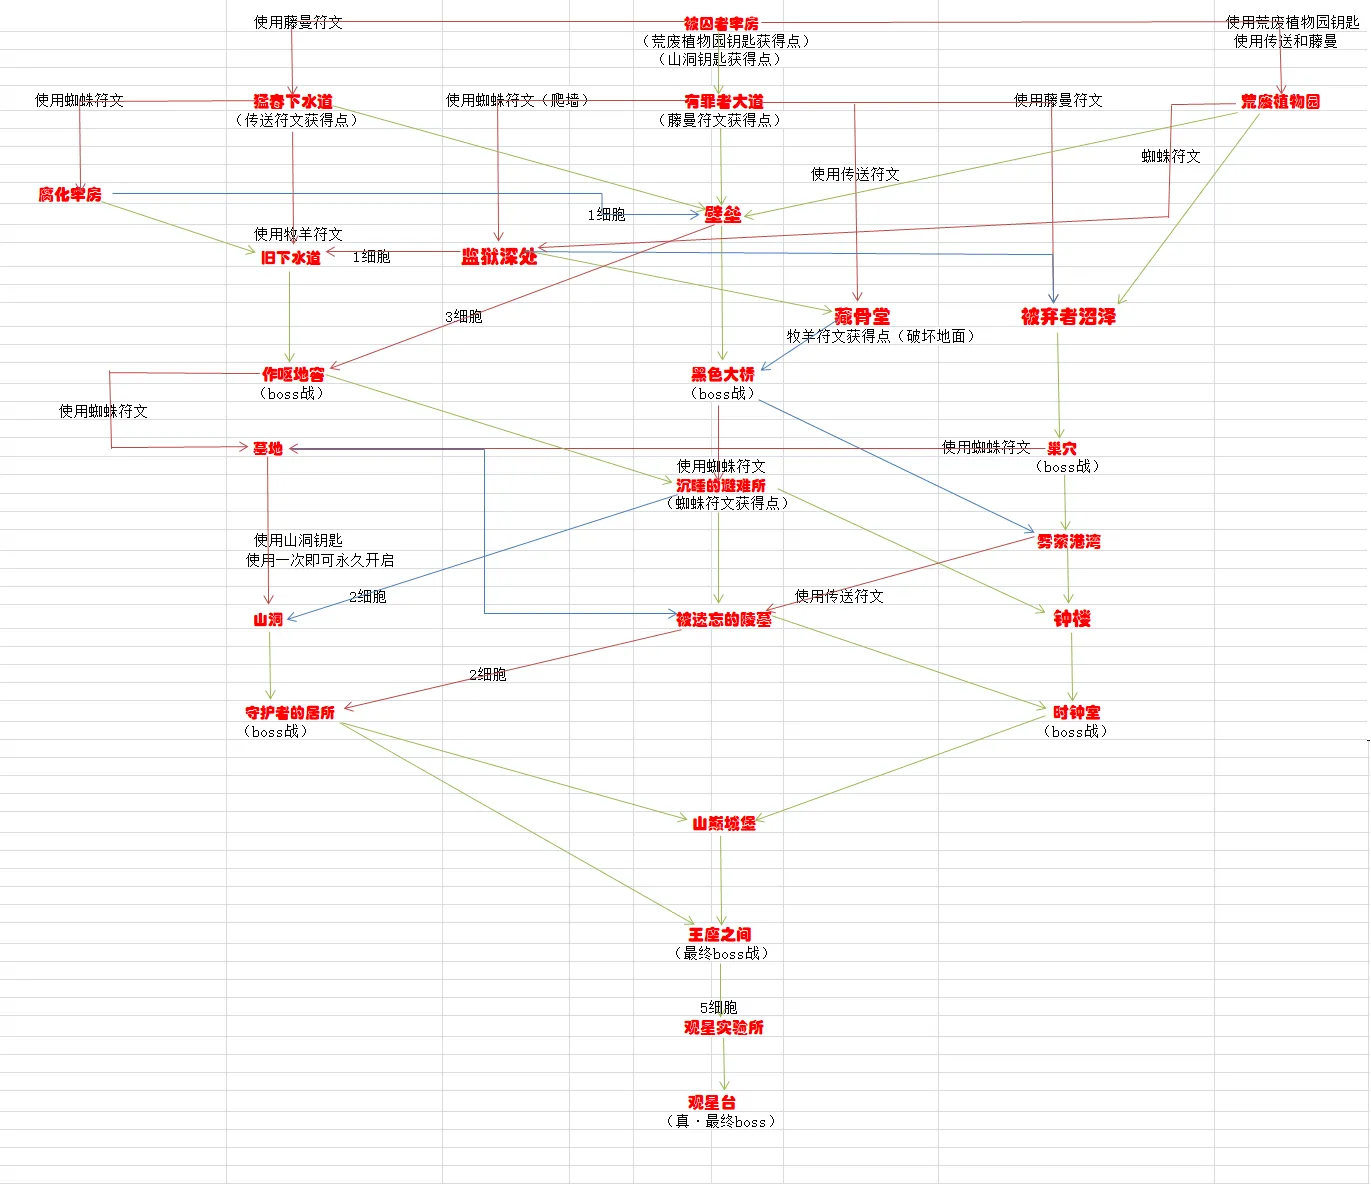 使用藤曼符文
被囚者牢房
使用荒废植物园钥匙
(荒废植物园钥匙获得点)
使用传送和藤曼
(山洞钥匙获得点)
使用蜘蛛符文
猛毒下水道
使用蜘蛛符文(爬墙)
有罪者大道
使用藤曼符文
荒废植物园
(传送符文获得点)
(藤曼符文获得点)
蜘蛛符文
使用传送符文
腐化牢房
1细胞
壁垒
使用牧羊符文
旧下水道
1细胞
监狱深处
3细胞
藏骨堂
被弃者沼泽
牧羊符文获得点(破坏地面)
作呕地窖
黑色大桥
(boss战)
(boss战)
使用蜘蛛符文
墓地
使用蜘蛛符文
巢穴
使用蜘蛛符文
(boss战)
沉睡的避难所
(蜘蛛符文获得点)
使用山洞钥匙
雾萦港湾
使用一次即可永久开启
2细胞
使用传送符文
山洞
被遗忘的陵墓
钟楼
2细胞
守护者的居所
时钟室
(boss战)
(boss战)
山巅城堡
王座之间
(最终boss战)
5细胞
观星实验所
观星台
(真·最终boss)